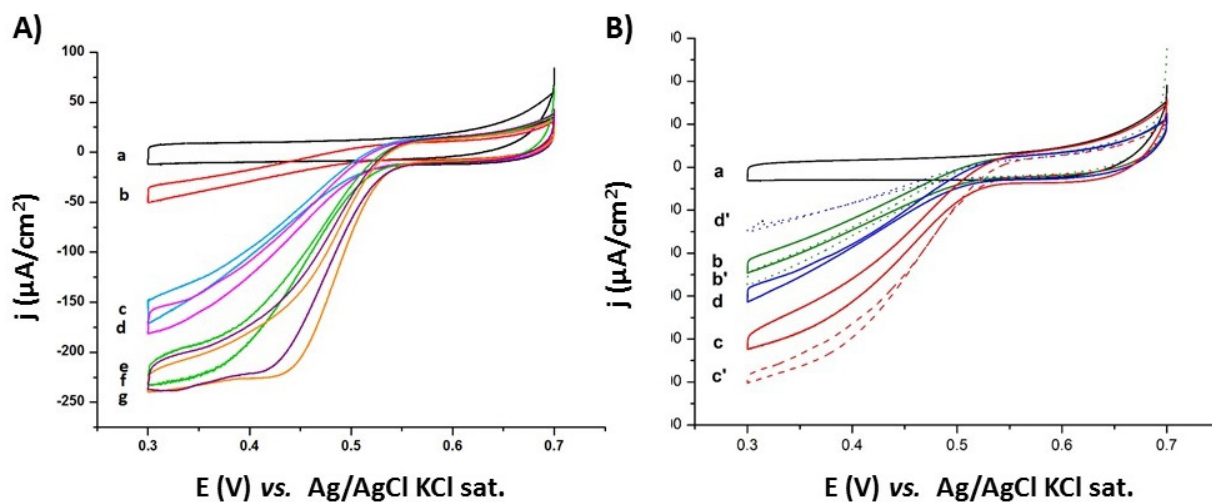 A)
100
50
0
-50
-100
-150
-200
-250
a
b
c
d
e
f
g
j (µA/cm²)
0.3 0.4 0.5 0.6 0.7
E (V) vs. Ag/AgCl KCl sat.
B)
a
d'
b
b'
d
c
c'
j (µA/cm²)
0.3 0.4 0.5 0.6 0.7
E (V) vs. Ag/AgCl KCl sat.